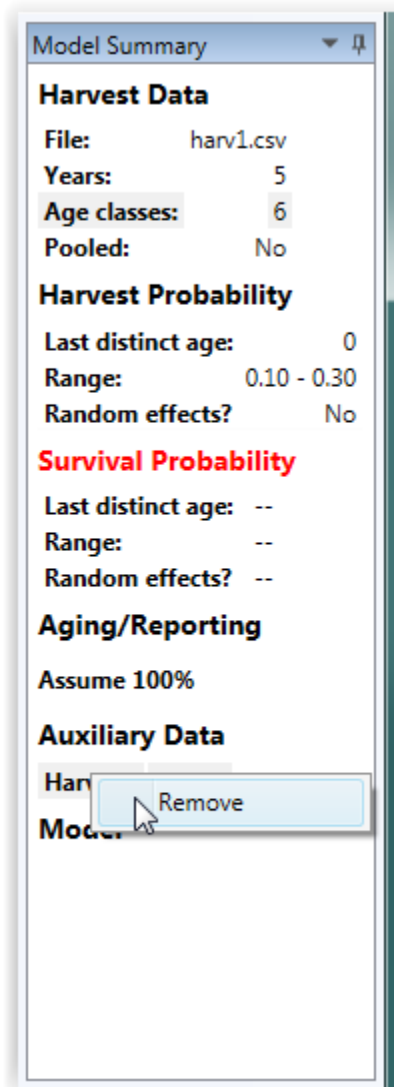 Model Summary
Harvest Data
File: harv1.csv
Years: 5
Age classes: 6
Pooled: No
Harvest Probability
Last distinct age: 0
Range: 0.10 - 0.30
Random effects? No
Survival Probability
Last distinct age: --
Range: --
Random effects? --
Aging/Reporting
Assume 100%
Auxiliary Data
Remove
Model